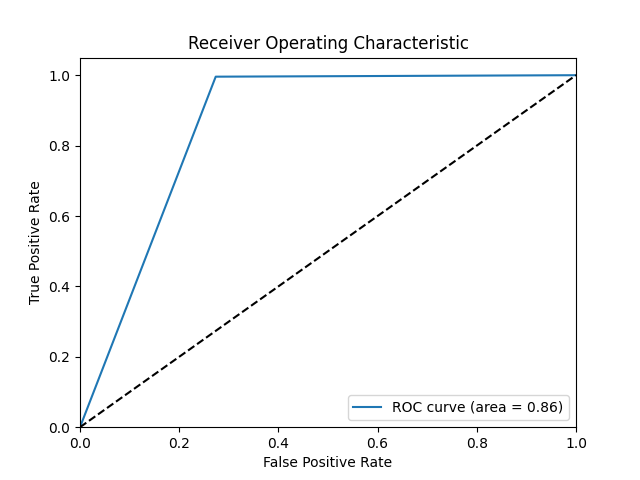 Receiver Operating Characteristic
True Positive Rate
1.0
0.8
0.6
0.4
0.2
0.0
ROC curve (area = 0.86)
0.0 0.2 0.4 0.6 0.8 1.0
False Positive Rate